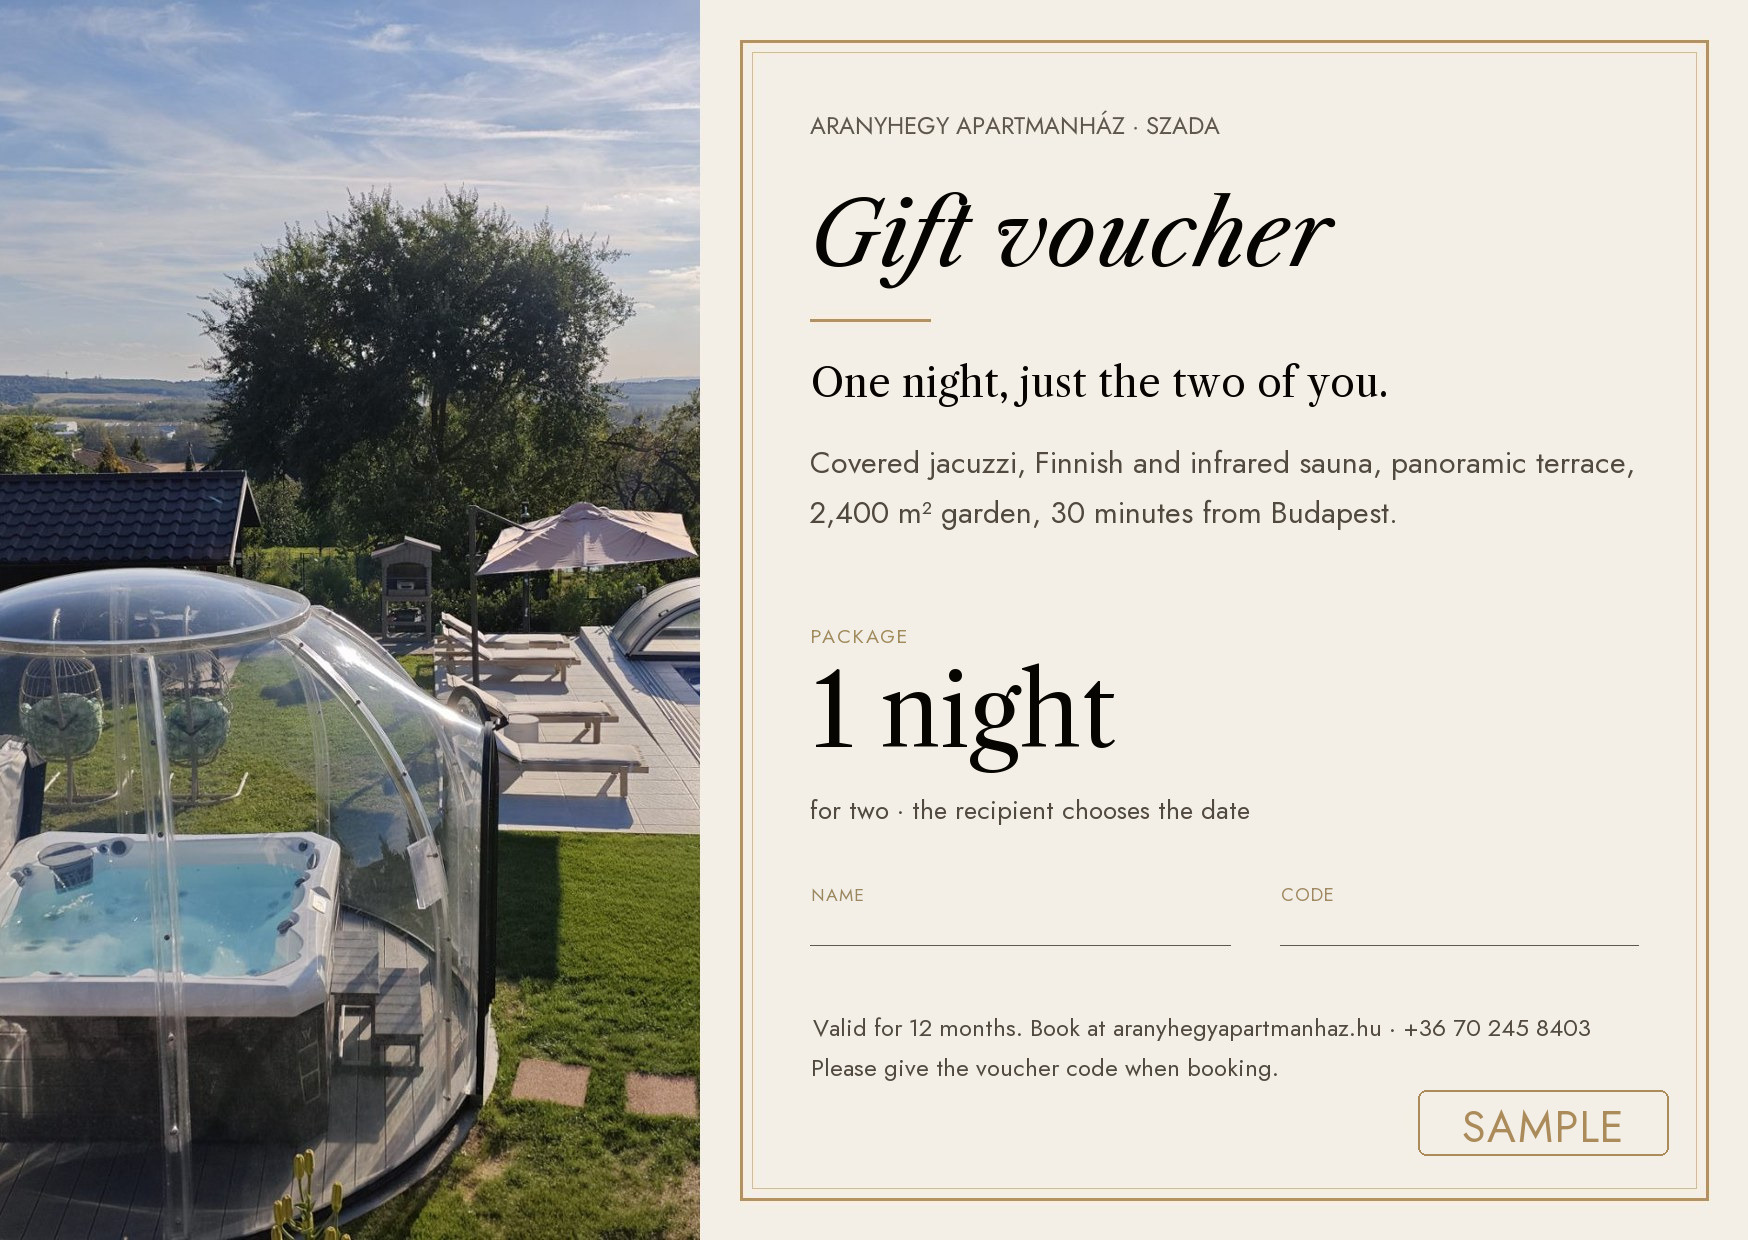 ARANYHEGY APARTMANHÁZ · SZADA
Gift voucher
One night, just the two of you.
Covered jacuzzi, Finnish and infrared sauna, panoramic terrace,
2,400 m² garden, 30 minutes from Budapest.
PACKAGE
1 night
for two · the recipient chooses the date
NAME
CODE
Valid for 12 months. Book at aranyhegyapartmanhaz.hu · +36 70 245 8403
Please give the voucher code when booking.
SAMPLE